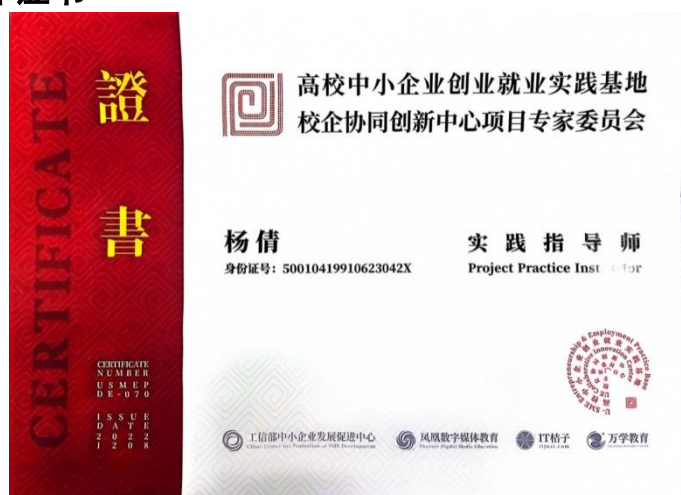 證書
CERTIFICATE
CERTIFICATE
NUMBER
USMEP
DE-070
ISSUE
DATE
2022
1208
高校中小企业创业就业实践基地
校企协同创新中心项目专家委员会
杨倩
实践指导师
身份证号：50010419910623042X
Project Practice
工信部中小企业发展促进中心
凤凰数字媒体教育
IT桔子
itjuzi.com
万学教育